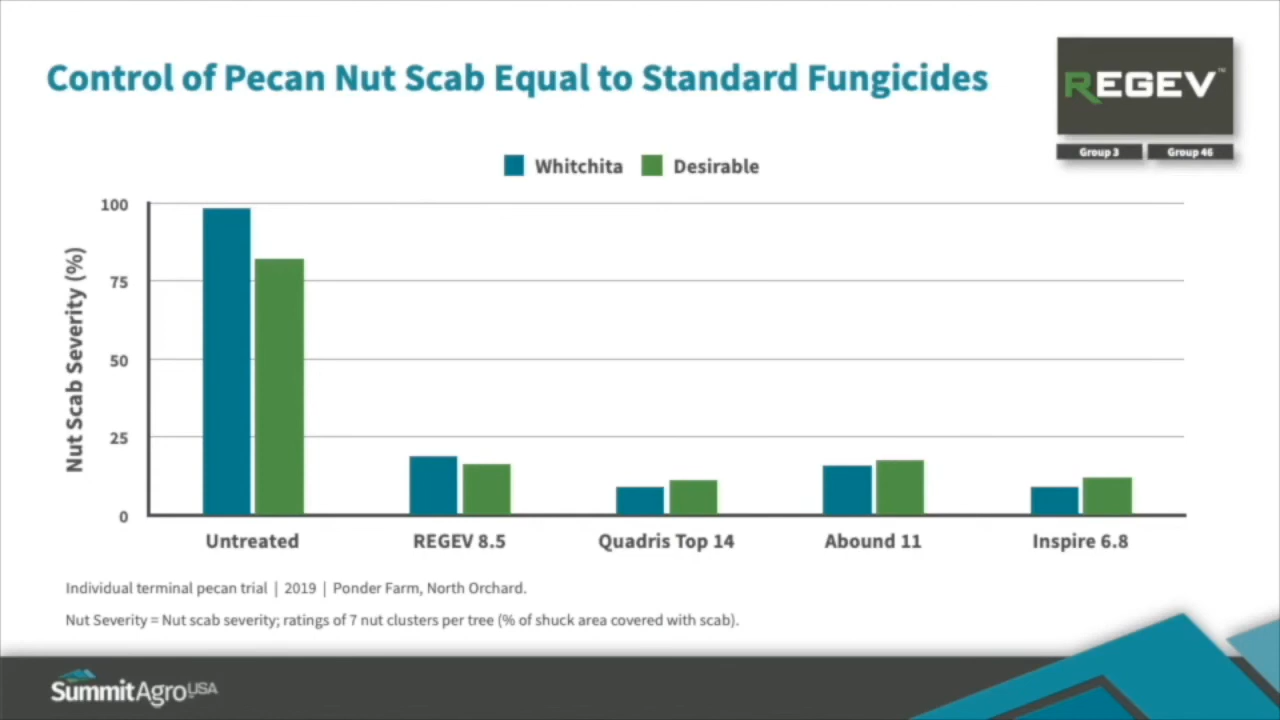 Control of Pecan Nut Scab Equal to Standard Fungicides
REGEV™
Group 3 Group 46
Whitchita Desirable
Nut Scab Severity (%)
100
75
50
25
0
Untreated REGEV 8.5 Quadris Top 14 Abound 11 Inspire 6.8
Individual terminal pecan trial | 2019 | Ponder Farm, North Orchard.
Nut Severity = Nut scab severity; ratings of 7 nut clusters per tree (% of shuck area covered with scab).
SummitAgroUSA